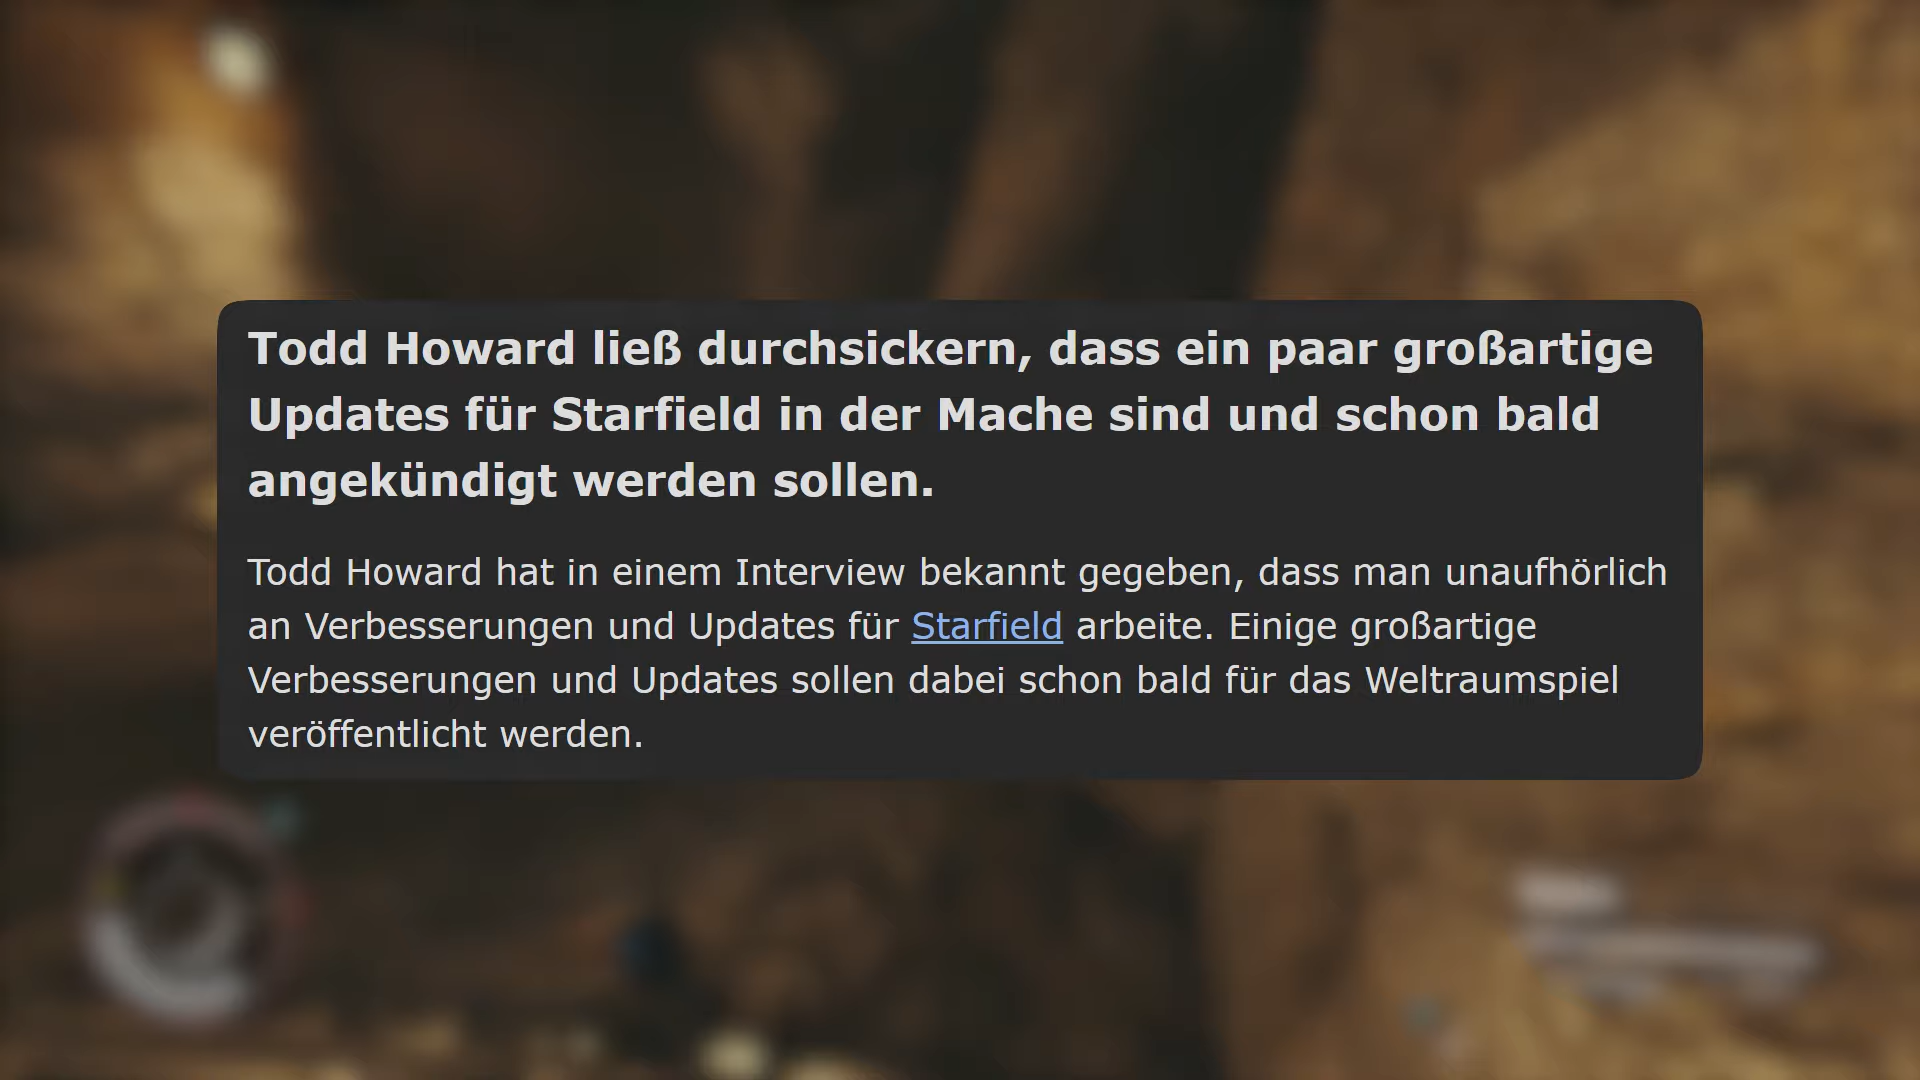 Todd Howard ließ durchsickern, dass ein paar großartige
Updates für Starfield in der Mache sind und schon bald
angekündigt werden sollen.
Todd Howard hat in einem Interview bekannt gegeben, dass man unaufhörlich
an Verbesserungen und Updates für Starfield arbeite. Einige großartige
Verbesserungen und Updates sollen dabei schon bald für das Weltraumspiel
veröffentlicht werden.